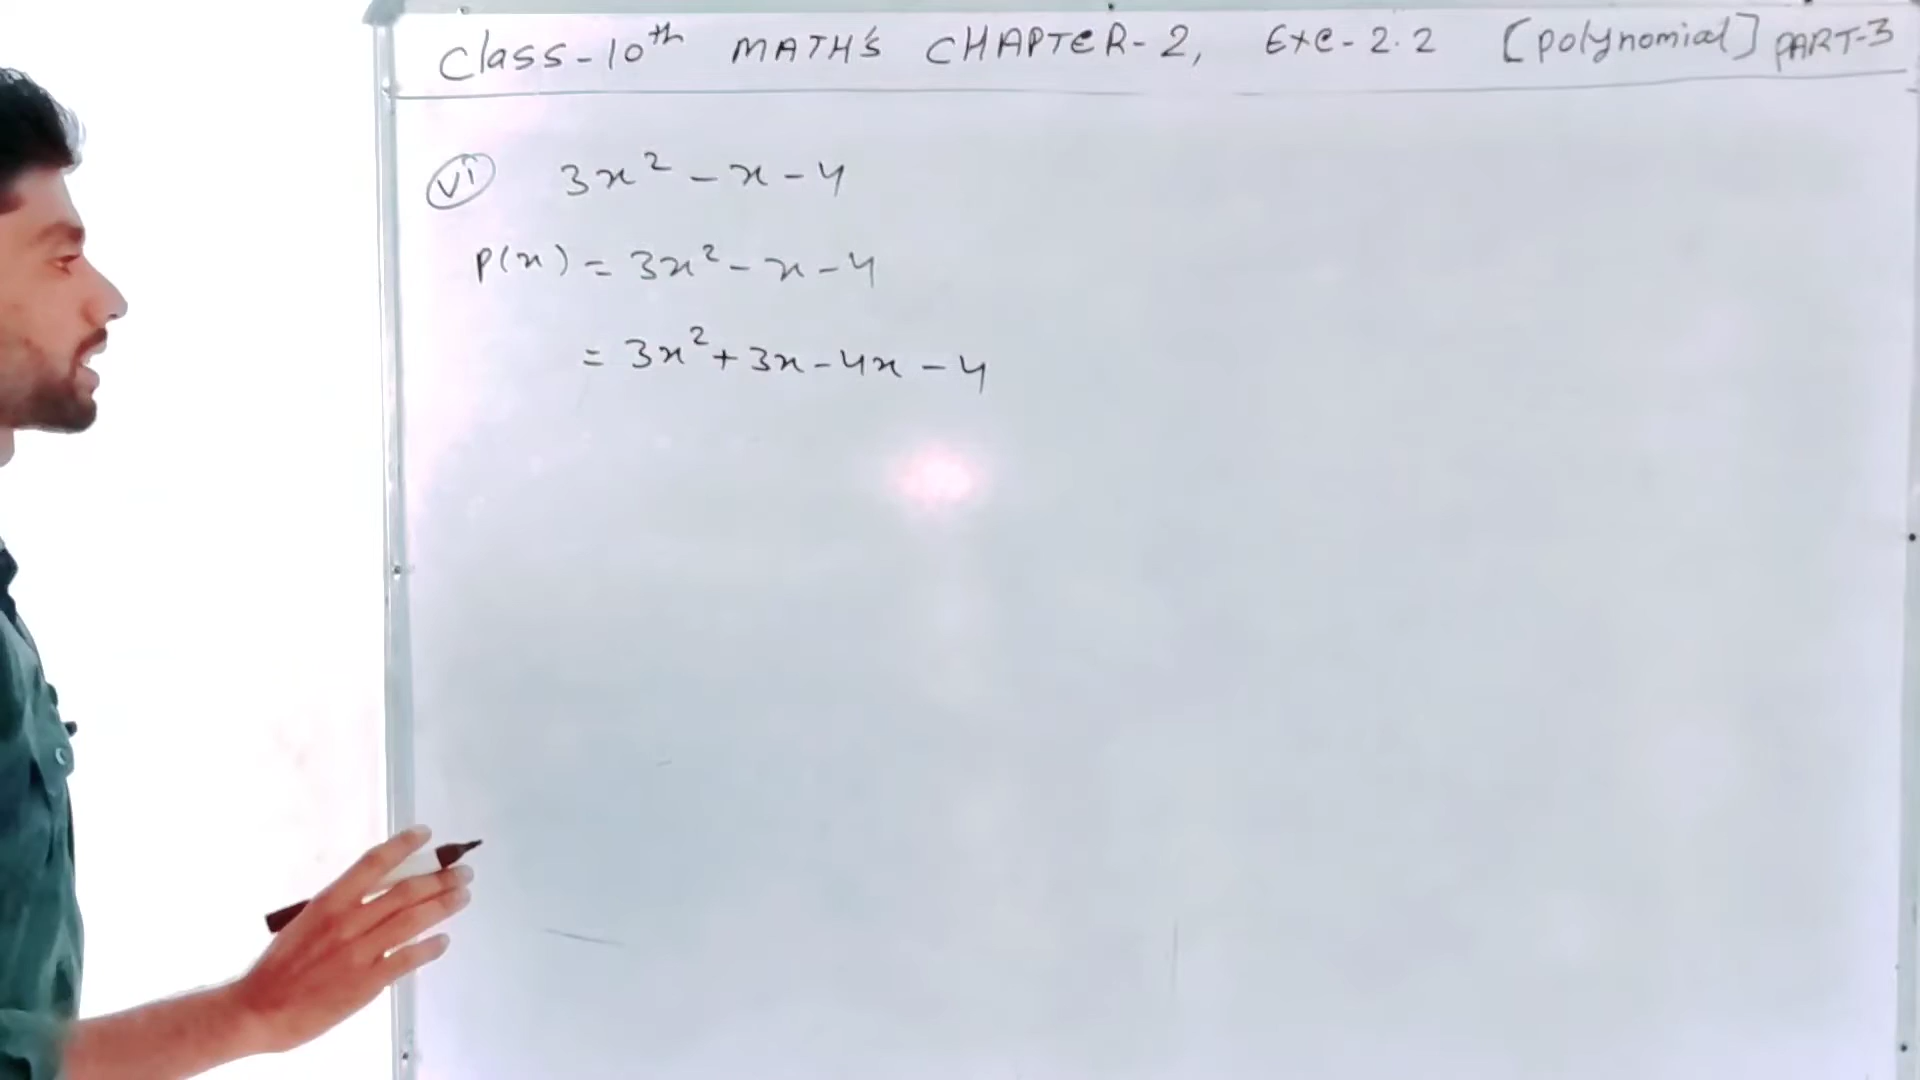 Class-10th MATH'S CHAPTER-2, Exe-2.2 [polynomial] PART-3
vi 3x² - x - 4
P(x) = 3x² - x - 4
= 3x² + 3x - 4x - 4